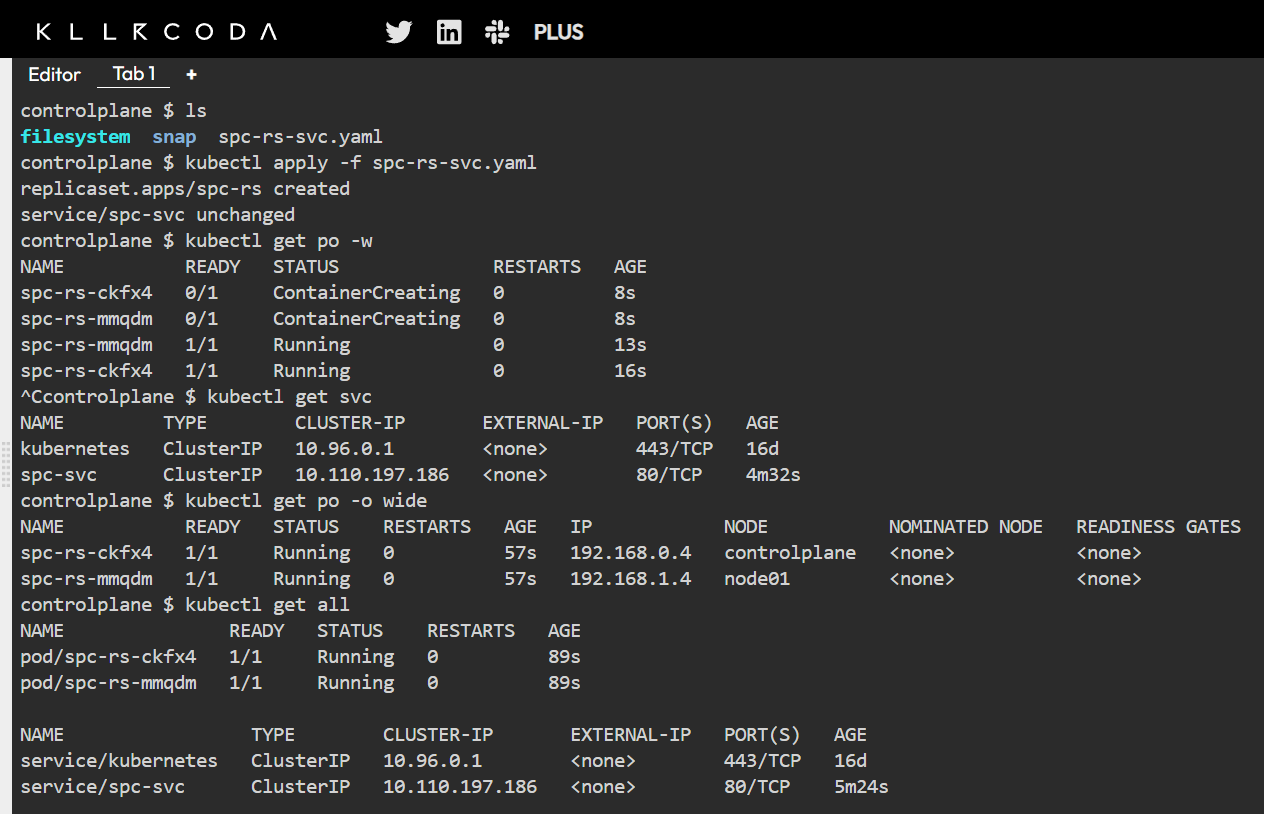 KLLRCODA PLUS
Editor Tab 1 +
controlplane $ ls
filesystem  snap  spc-rs-svc.yaml
controlplane $ kubectl apply -f spc-rs-svc.yaml
replicaset.apps/spc-rs created
service/spc-svc unchanged
controlplane $ kubectl get po -w
NAME           READY   STATUS              RESTARTS   AGE
spc-rs-ckfx4   0/1     ContainerCreating   0          8s
spc-rs-mmqdm   0/1     ContainerCreating   0          8s
spc-rs-mmqdm   1/1     Running             0          13s
spc-rs-ckfx4   1/1     Running             0          16s
^Ccontrolplane $ kubectl get svc
NAME         TYPE        CLUSTER-IP       EXTERNAL-IP   PORT(S)   AGE
kubernetes   ClusterIP   10.96.0.1        <none>        443/TCP   16d
spc-svc      ClusterIP   10.110.197.186   <none>        80/TCP    4m32s
controlplane $ kubectl get po -o wide
NAME           READY   STATUS    RESTARTS   AGE   IP            NODE           NOMINATED NODE   READINESS GATES
spc-rs-ckfx4   1/1     Running   0          57s   192.168.0.4   controlplane   <none>           <none>
spc-rs-mmqdm   1/1     Running   0          57s   192.168.1.4   node01         <none>           <none>
controlplane $ kubectl get all
NAME               READY   STATUS    RESTARTS   AGE
pod/spc-rs-ckfx4   1/1     Running   0          89s
pod/spc-rs-mmqdm   1/1     Running   0          89s
NAME                 TYPE        CLUSTER-IP       EXTERNAL-IP   PORT(S)   AGE
service/kubernetes   ClusterIP   10.96.0.1        <none>        443/TCP   16d
service/spc-svc      ClusterIP   10.110.197.186   <none>        80/TCP    5m24s